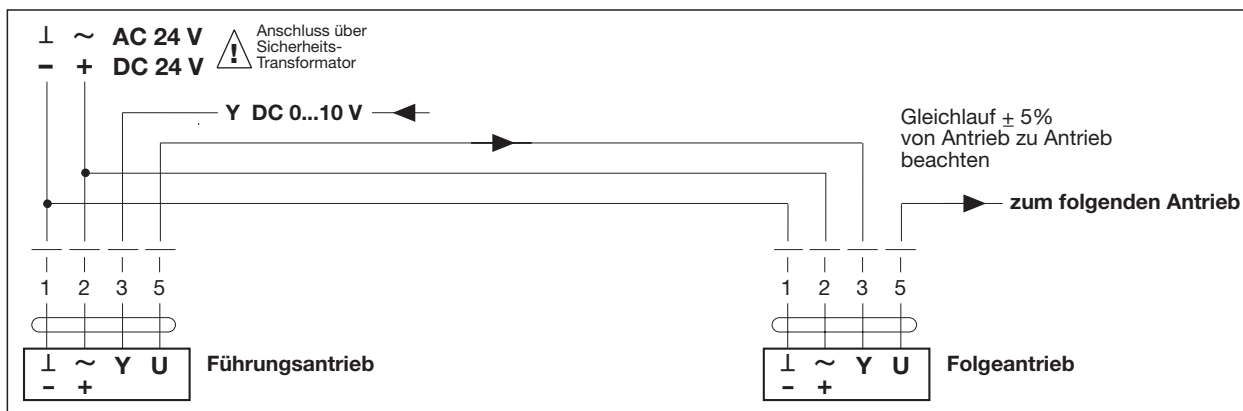 ⊥ ~ AC 24 V
– + DC 24 V
Anschluss über
Sicherheits-
Transformator
!
Y DC 0...10 V
Gleichlauf ± 5%
von Antrieb zu Antrieb
beachten
zum folgenden Antrieb
1 2 3 5
1 2 3 5
⊥ ~ Y U
– +
Führungsantrieb
⊥ ~ Y U
– +
Folgeantrieb